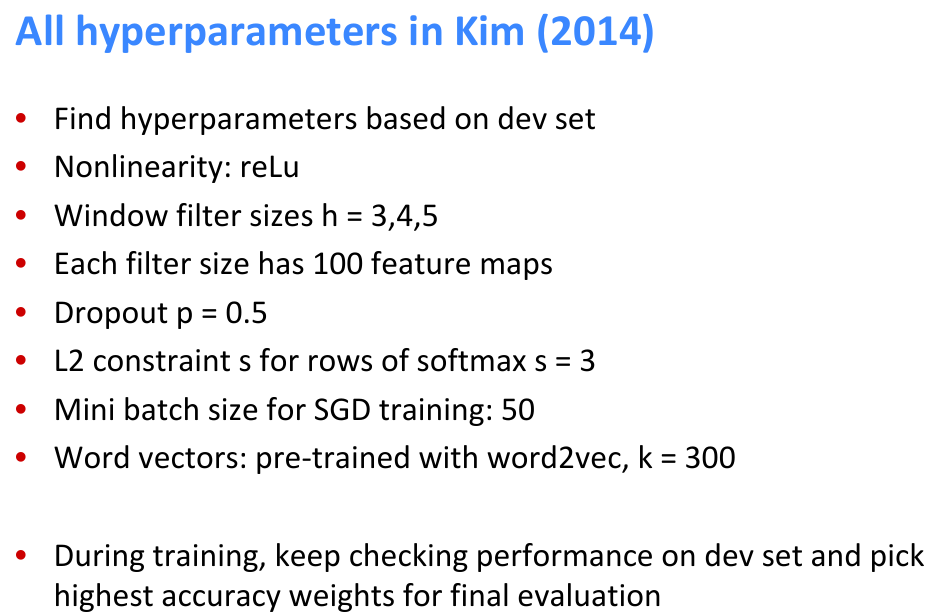 All hyperparameters in Kim (2014)
• Find hyperparameters based on dev set
• Nonlinearity: reLu
• Window filter sizes h = 3,4,5
• Each filter size has 100 feature maps
• Dropout p = 0.5
• L2 constraint s for rows of softmax s = 3
• Mini batch size for SGD training: 50
• Word vectors: pre-trained with word2vec, k = 300
• During training, keep checking performance on dev set and pick
highest accuracy weights for final evaluation